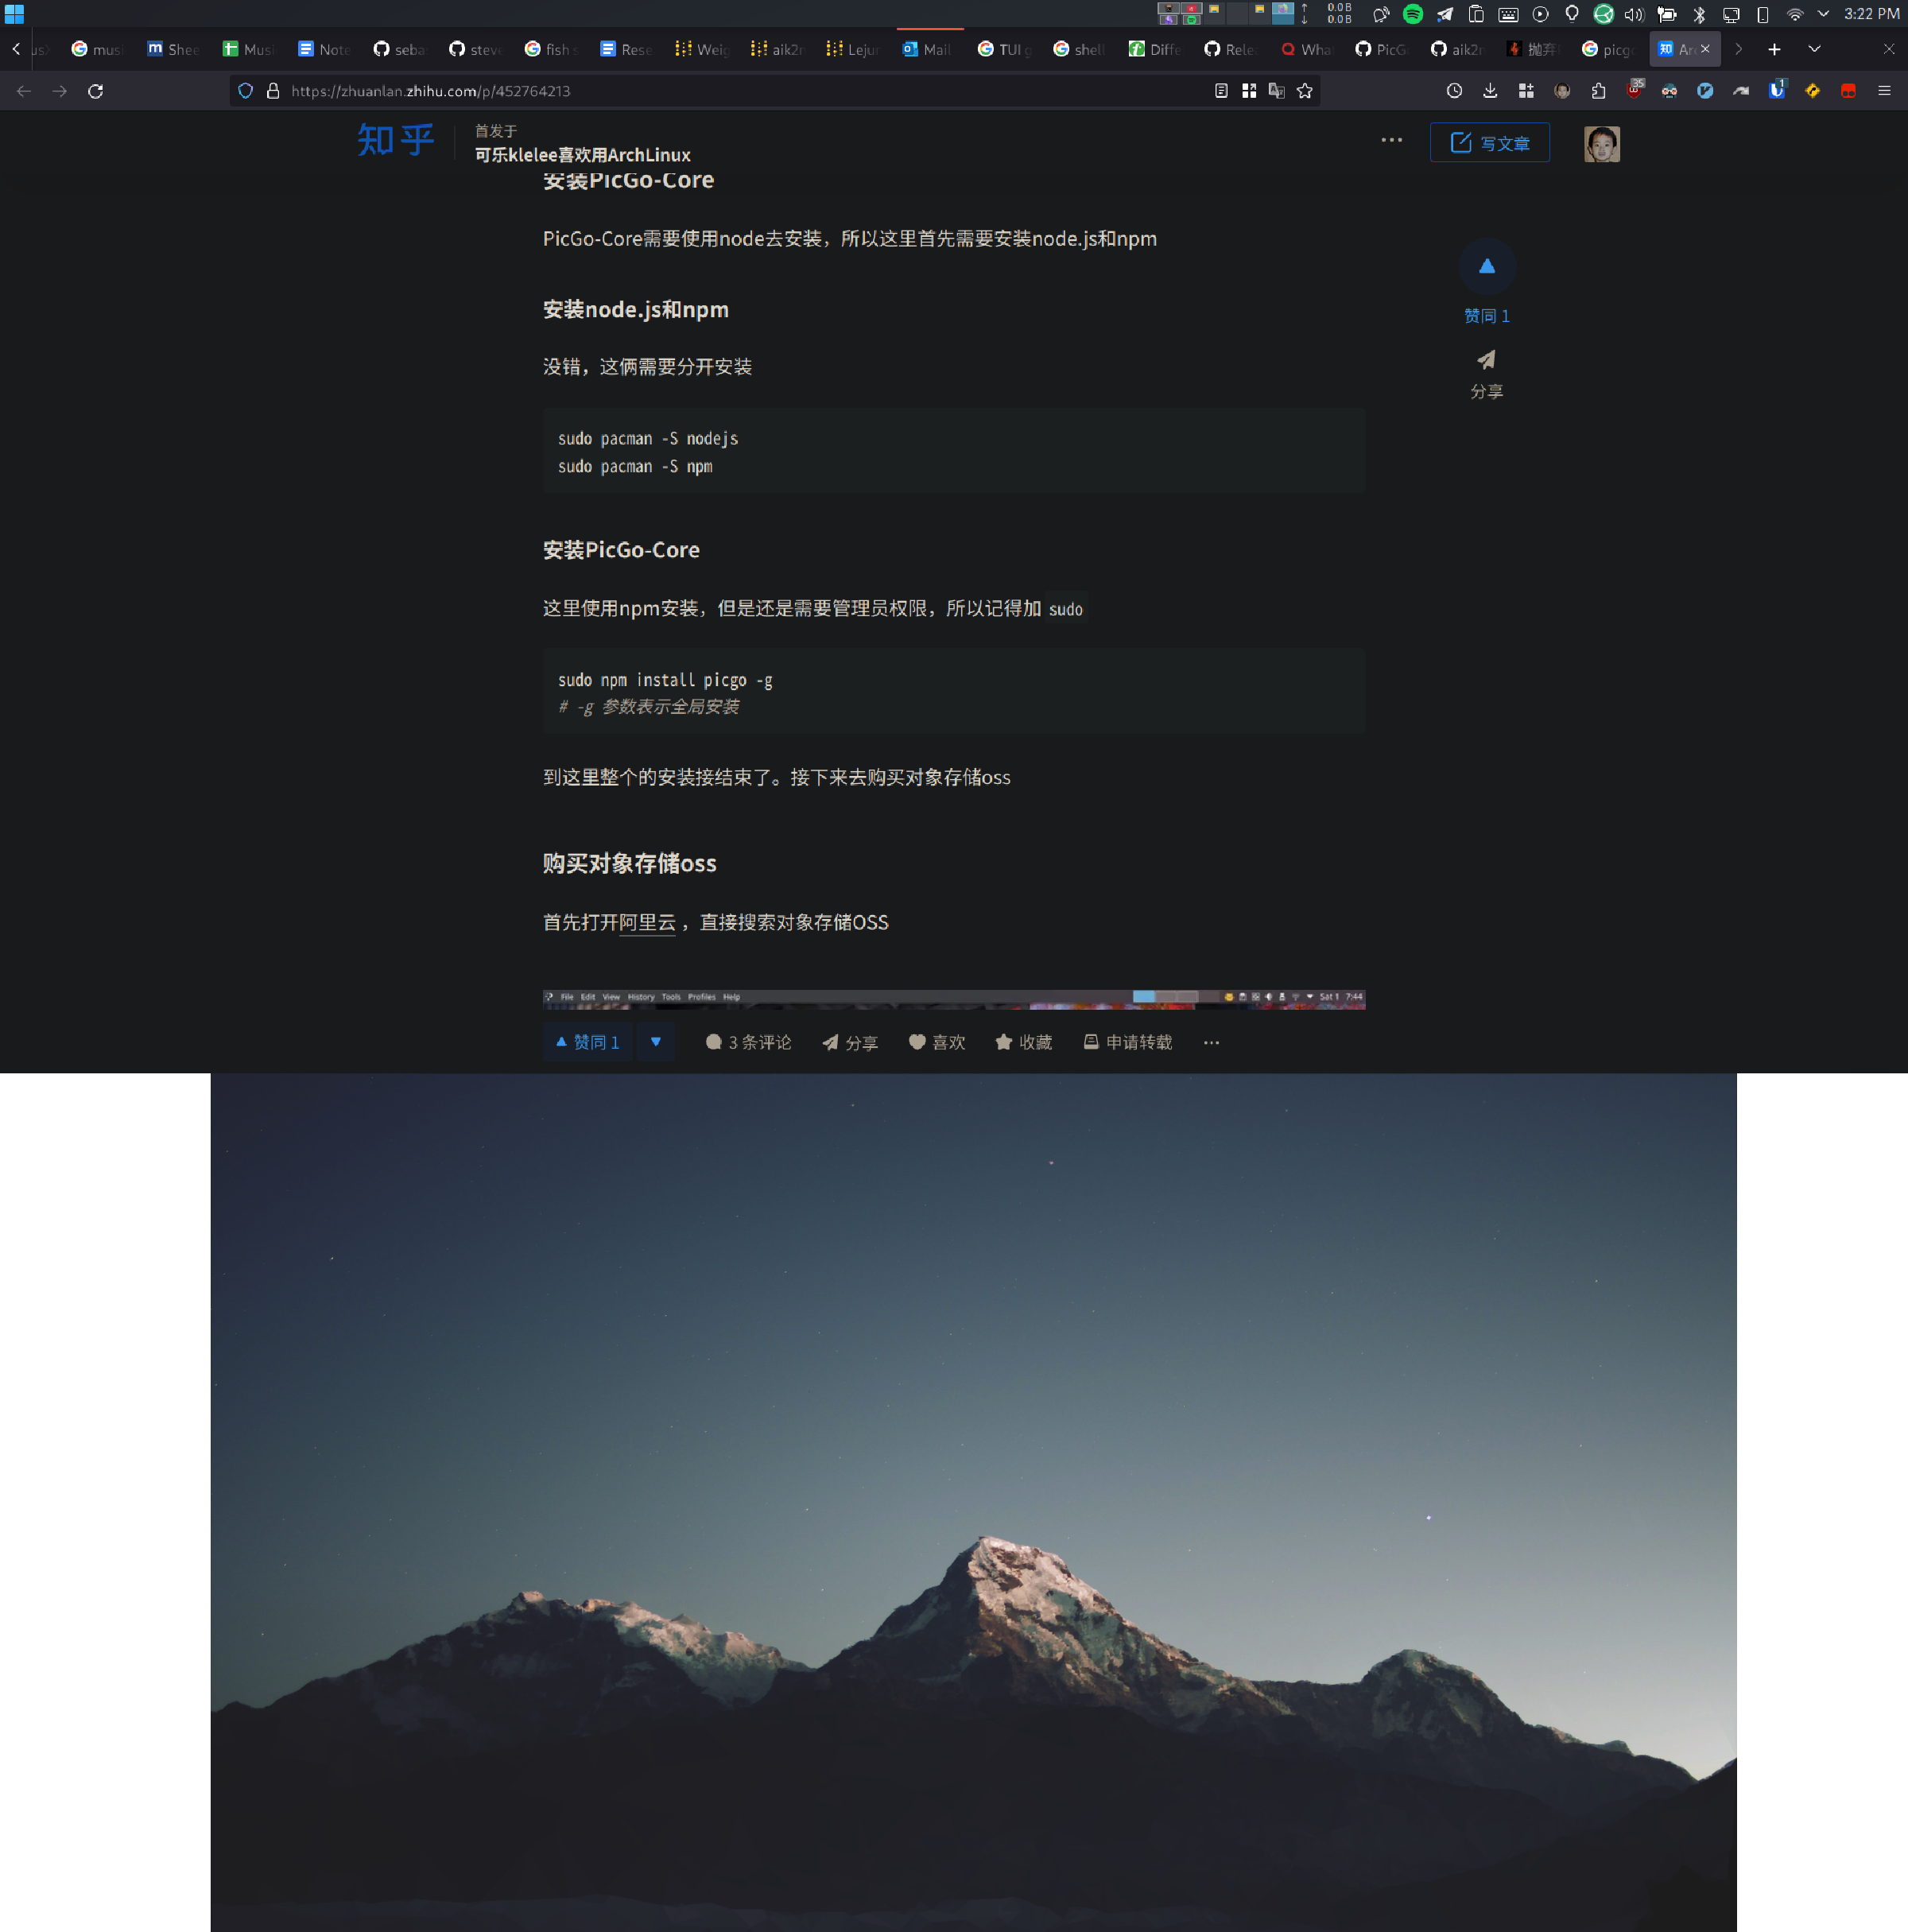 0.0 B
0.0 B
3:22 PM
mus
Shee
Musi
Note
seba
steve
fish s
Rese
Weig
aik2
Lejur
Mail
TUI g
shell
Diffe
Rele
Wha
PicG
aik2
抛弃
picg
Ar
https://zhuanlan.zhihu.com/p/452764213
35
1
知乎
首发于
可乐klelee喜欢用ArchLinux
写文章
安装PicGo-Core
PicGo-Core需要使用node去安装，所以这里首先需要安装node.js和npm
赞同 1
分享
安装node.js和npm
没错，这俩需要分开安装
sudo pacman -S nodejs
sudo pacman -S npm
安装PicGo-Core
这里使用npm安装，但是还是需要管理员权限，所以记得加 sudo
sudo npm install picgo -g
# -g 参数表示全局安装
到这里整个的安装接结束了。接下来去购买对象存储oss
购买对象存储oss
首先打开阿里云 ，直接搜索对象存储OSS
File Edit View History Tools Profiles Help
Sat 1 7:44
赞同 1
3 条评论
分享
喜欢
收藏
申请转载